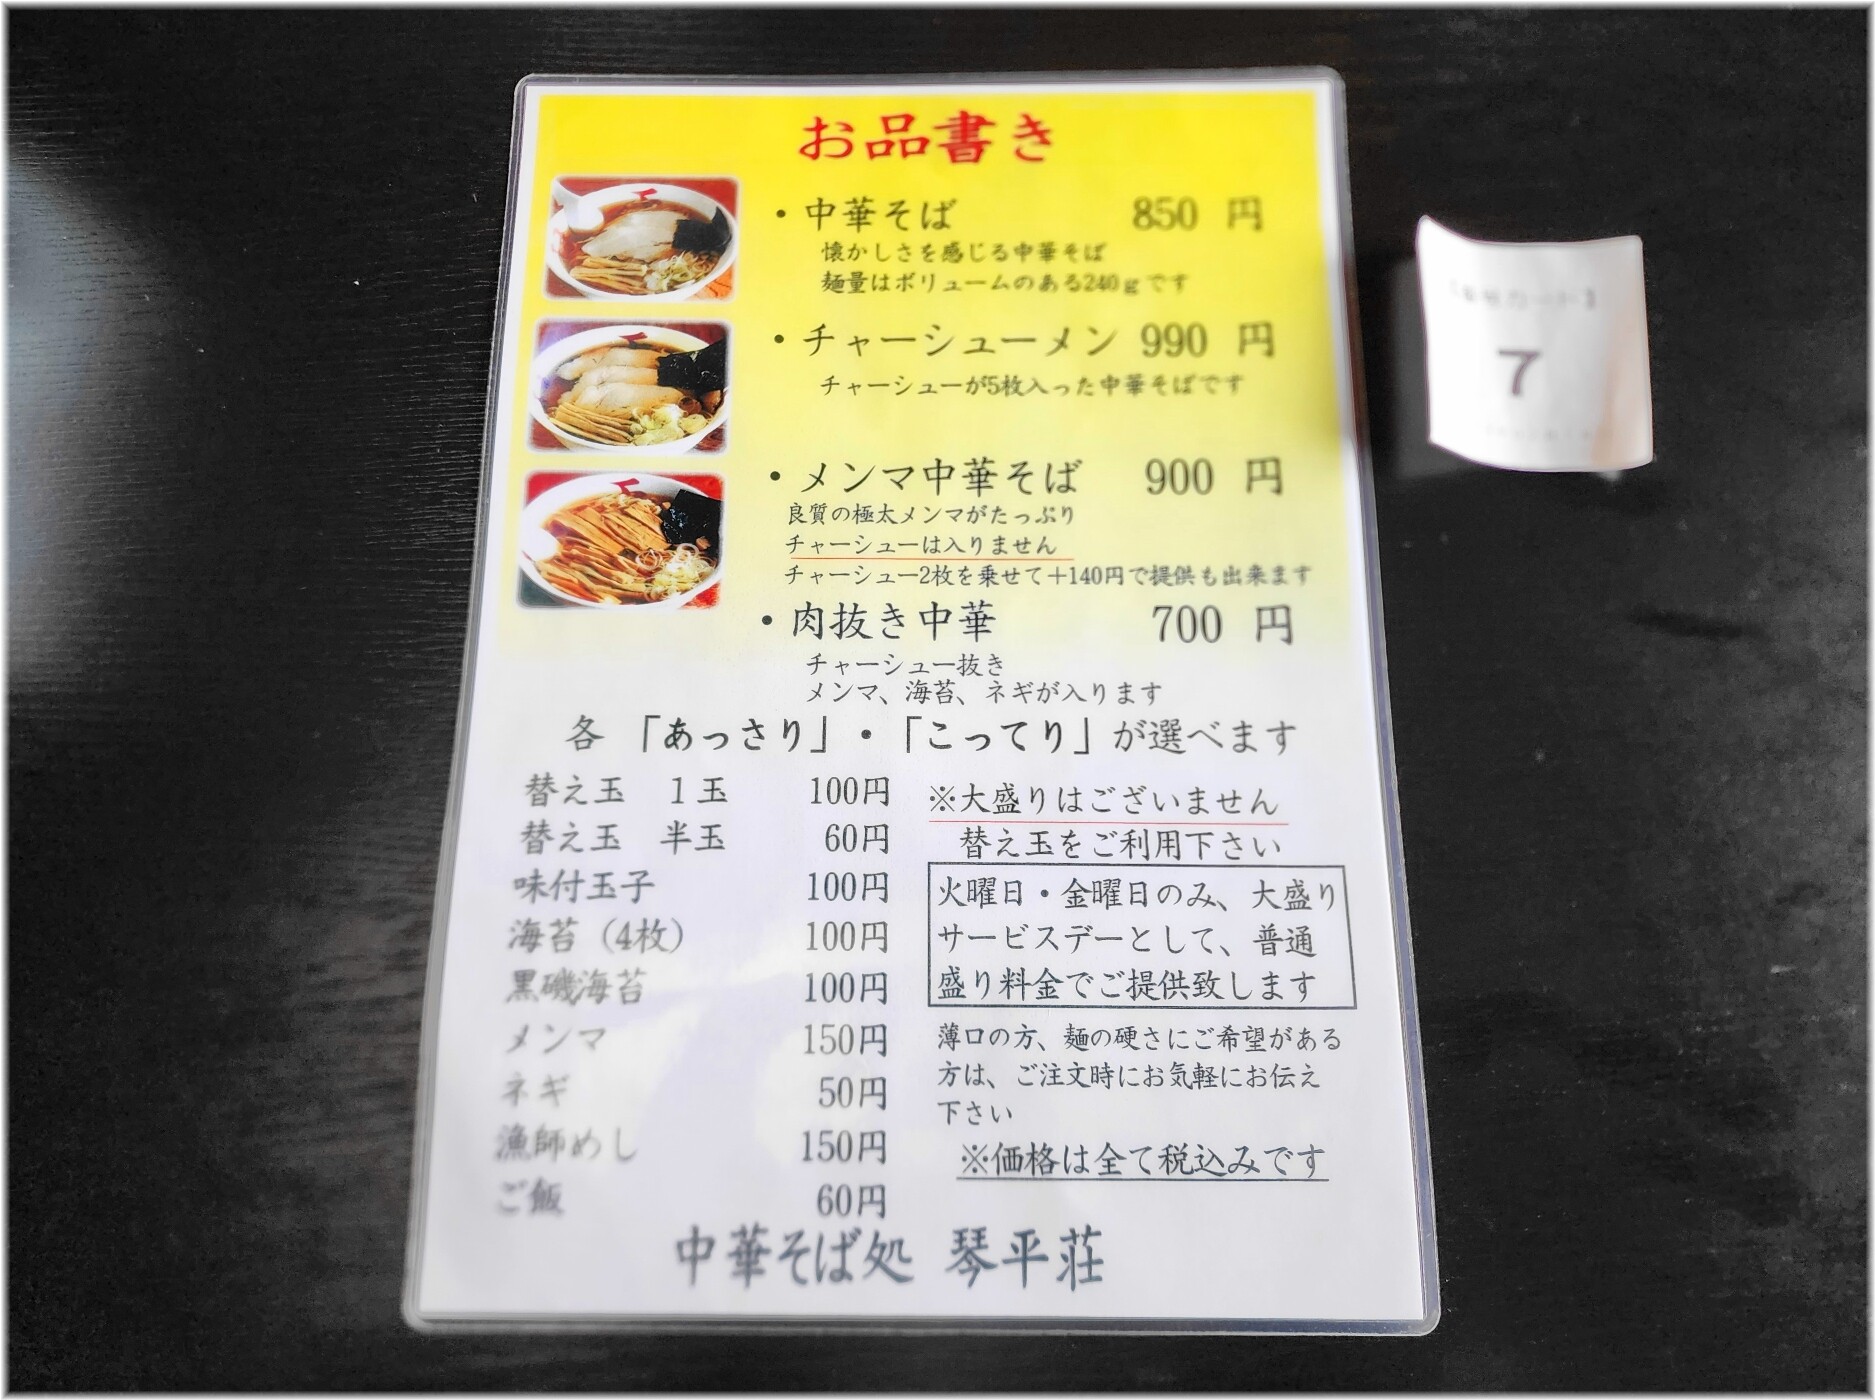 お品書き
・中華そば 850 円
懐かしさを感じる中華そば
麺量はボリュームのある240gです
・チャーシューメン 990 円
チャーシューが5枚入った中華そばです
・メンマ中華そば 900 円
良質の極太メンマがたっぷり
チャーシューは入りません
チャーシュー2枚を乗せて＋140円で提供も出来ます
・肉抜き中華 700 円
チャーシュー抜き
メンマ、海苔、ネギが入ります
各 「あっさり」・「こってり」が選べます
替え玉 1玉 100円
替え玉 半玉 60円
味付玉子 100円
海苔（4枚） 100円
黒磯海苔 100円
メンマ 150円
ネギ 50円
漁師めし 150円
ご飯 60円
※大盛りはございません
替え玉をご利用下さい
火曜日・金曜日のみ、大盛り
サービスデーとして、普通
盛り料金でご提供致します
薄口の方、麺の硬さにご希望がある
方は、ご注文時にお気軽にお伝え
下さい
※価格は全て税込みです
中華そば処 琴平荘
7